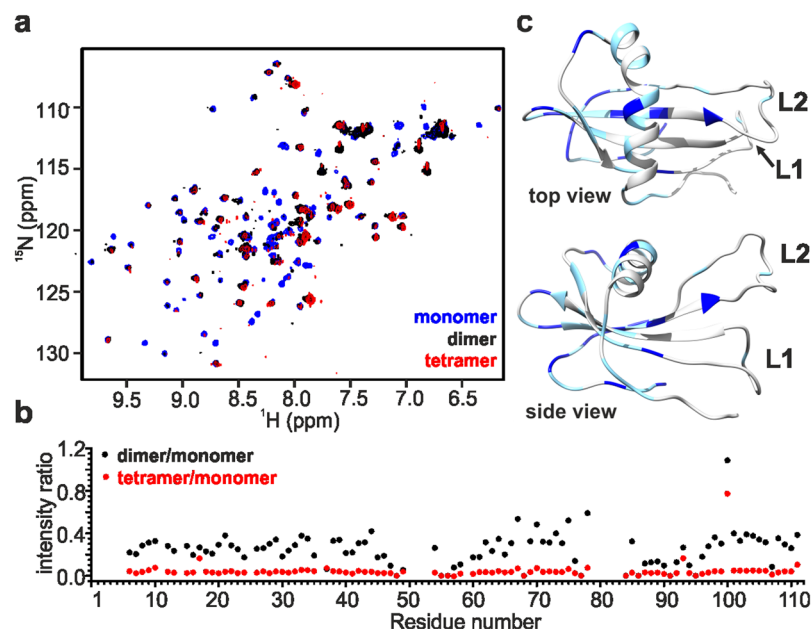 a
c
110
115
120
125
130
¹⁵N (ppm)
monomer
dimer
tetramer
9.5 9.0 8.5 8.0 7.5 7.0 6.5
¹H (ppm)
L2
L1
top view
L2
L1
side view
b
1.2
0.8
0.4
0.0
intensity ratio
dimer/monomer
tetramer/monomer
1 10 20 30 40 50 60 70 80 90 100 110
Residue number